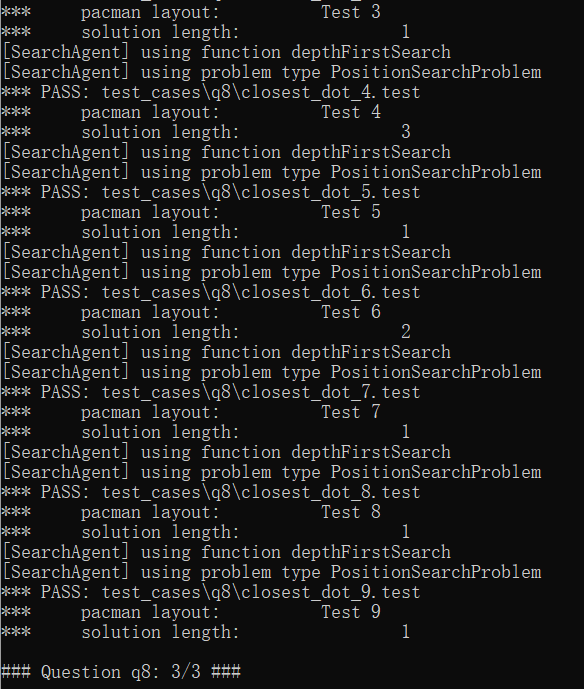 ***     pacman layout:          Test 3
***     solution length:                1
[SearchAgent] using function depthFirstSearch
[SearchAgent] using problem type PositionSearchProblem
*** PASS: test_cases\q8\closest_dot_4.test
***     pacman layout:          Test 4
***     solution length:                3
[SearchAgent] using function depthFirstSearch
[SearchAgent] using problem type PositionSearchProblem
*** PASS: test_cases\q8\closest_dot_5.test
***     pacman layout:          Test 5
***     solution length:                1
[SearchAgent] using function depthFirstSearch
[SearchAgent] using problem type PositionSearchProblem
*** PASS: test_cases\q8\closest_dot_6.test
***     pacman layout:          Test 6
***     solution length:                2
[SearchAgent] using function depthFirstSearch
[SearchAgent] using problem type PositionSearchProblem
*** PASS: test_cases\q8\closest_dot_7.test
***     pacman layout:          Test 7
***     solution length:                1
[SearchAgent] using function depthFirstSearch
[SearchAgent] using problem type PositionSearchProblem
*** PASS: test_cases\q8\closest_dot_8.test
***     pacman layout:          Test 8
***     solution length:                1
[SearchAgent] using function depthFirstSearch
[SearchAgent] using problem type PositionSearchProblem
*** PASS: test_cases\q8\closest_dot_9.test
***     pacman layout:          Test 9
***     solution length:                1
### Question q8: 3/3 ###